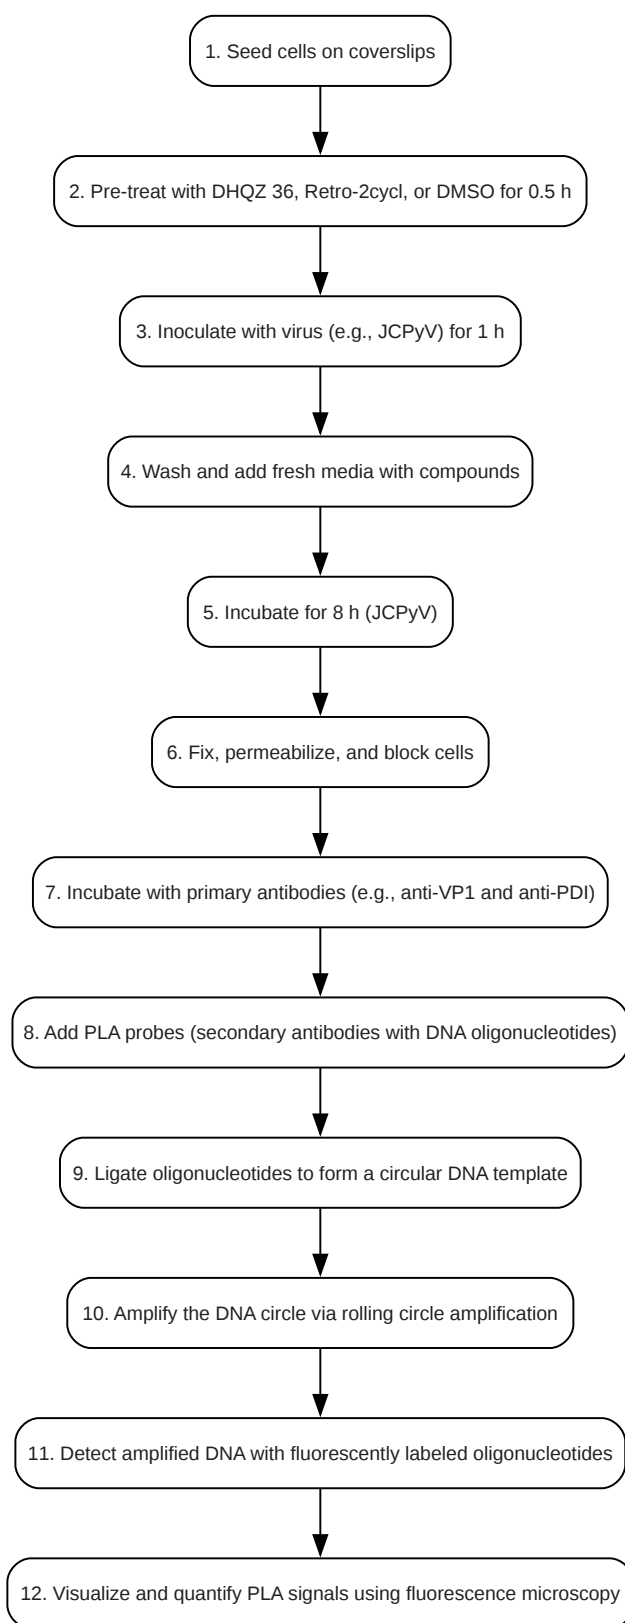 1. Seed cells on coverslips
2. Pre-treat with DHQZ 36, Retro-2cycl, or DMSO for 0.5 h
3. Inoculate with virus (e.g., JCPyV) for 1 h
4. Wash and add fresh media with compounds
5. Incubate for 8 h (JCPyV)
6. Fix, permeabilize, and block cells
7. Incubate with primary antibodies (e.g., anti-VP1 and anti-PDI)
8. Add PLA probes (secondary antibodies with DNA oligonucleotides)
9. Ligate oligonucleotides to form a circular DNA template
10. Amplify the DNA circle via rolling circle amplification
11. Detect amplified DNA with fluorescently labeled oligonucleotides
12. Visualize and quantify PLA signals using fluorescence microscopy